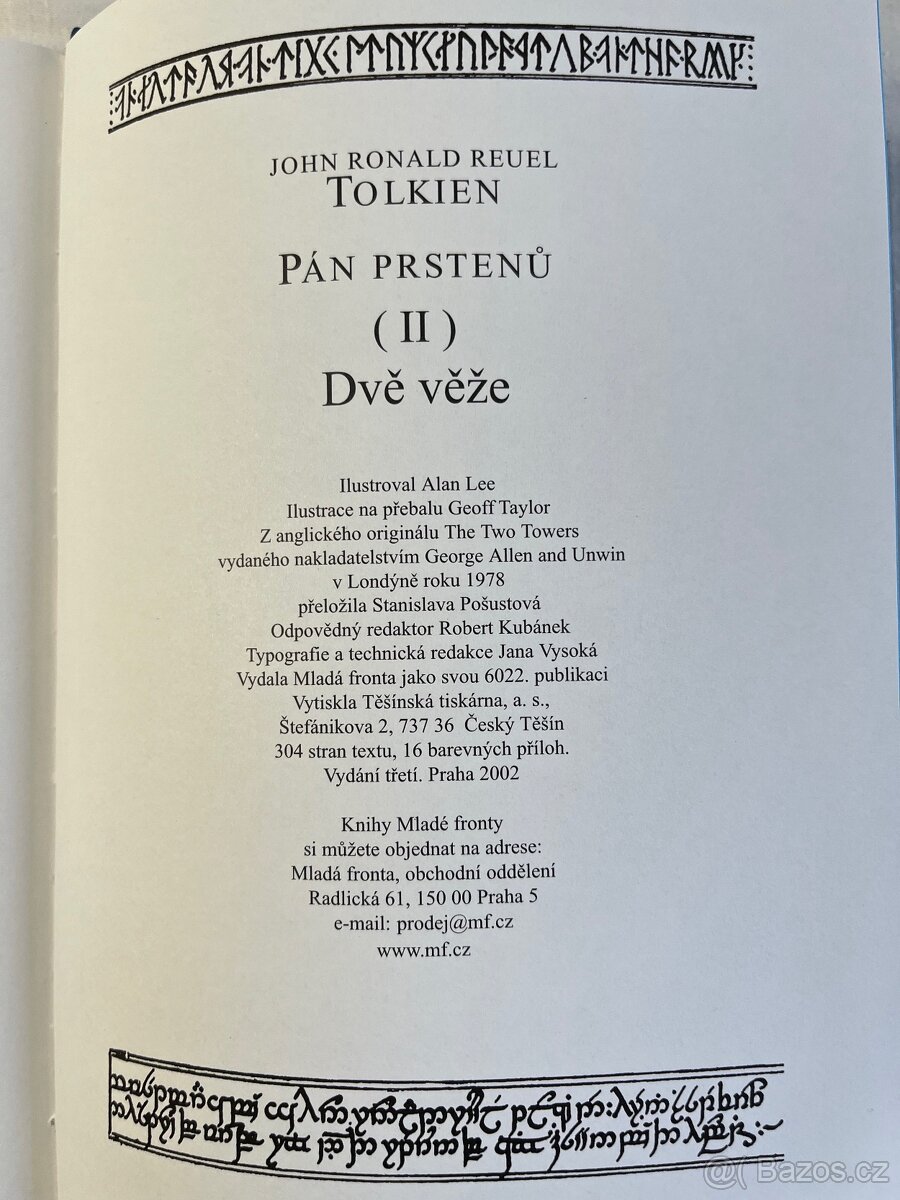 JOHN RONALD REUEL
TOLKIEN
PÁN PRSTENŮ
( II )
Dvě věže
Ilustroval Alan Lee
Ilustrace na přebalu Geoff Taylor
Z anglického originálu The Two Towers
vydaného nakladatelstvím George Allen and Unwin
v Londýně roku 1978
přeložila Stanislava Pošustová
Odpovědný redaktor Robert Kubánek
Typografie a technická redakce Jana Vysoká
Vydala Mladá fronta jako svou 6022. publikaci
Vytiskla Těšínská tiskárna, a. s.,
Štefánikova 2, 737 36 Český Těšín
304 stran textu, 16 barevných příloh.
Vydání třetí. Praha 2002
Knihy Mladé fronty
si můžete objednat na adrese:
Mladá fronta, obchodní oddělení
Radlická 61, 150 00 Praha 5
e-mail: prodej@mf.cz
www.mf.cz
@ Bazos.cz